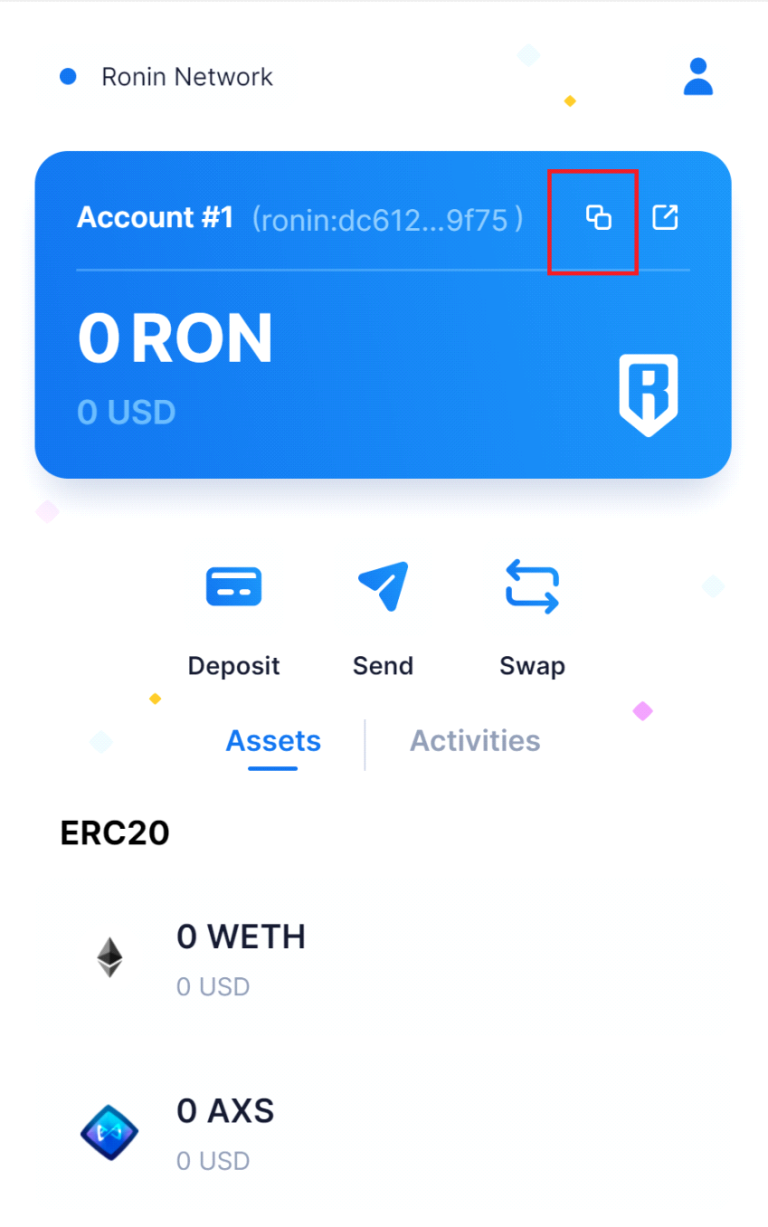 Ronin Network
Account #1 (ronin:dc612...9f75 )
0 RON
0 USD
Deposit Send Swap
Assets Activities
ERC20
0 WETH
0 USD
0 AXS
0 USD